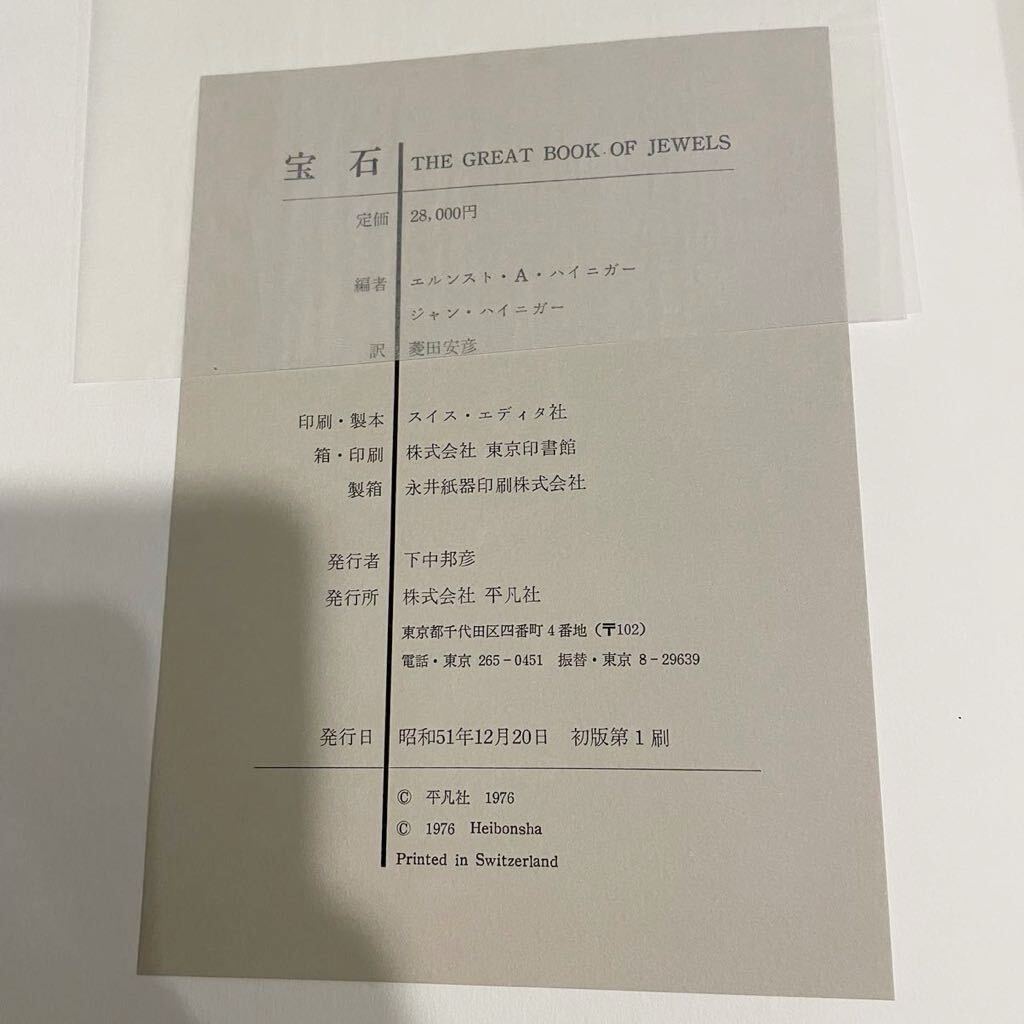 宝石 THE GREAT BOOK OF JEWELS
定価 28,000円
編者 エルンスト・A・ハイニガー
ジャン・ハイニガー
訳 菱田安彦
印刷・製本 スイス・エディタ社
箱・印刷 株式会社 東京印書館
製箱 永井紙器印刷株式会社
発行者 下中邦彦
発行所 株式会社 平凡社
東京都千代田区四番町4番地（〒102）
電話・東京 265-0451 振替・東京 8-29639
発行日 昭和51年12月20日 初版第1刷
© 平凡社 1976
© 1976 Heibonsha
Printed in Switzerland